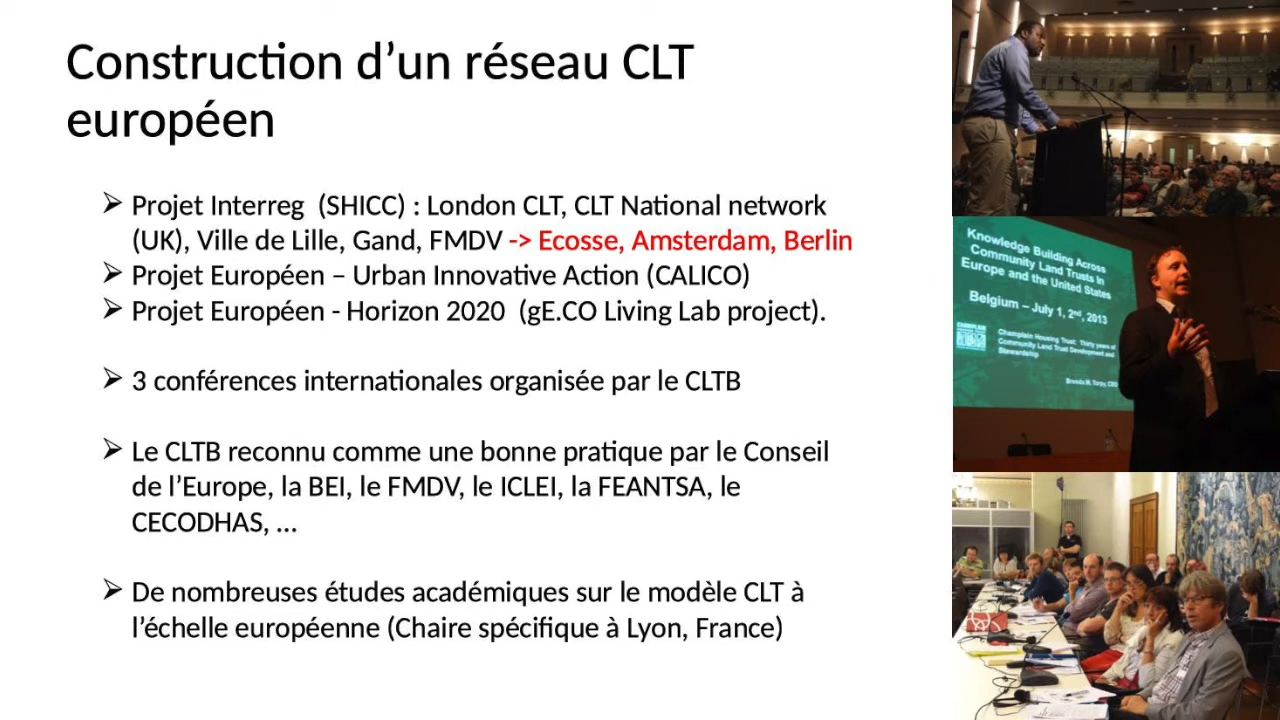 Construction d’un réseau CLT
européen
➢ Projet Interreg (SHICC) : London CLT, CLT National network
(UK), Ville de Lille, Gand, FMDV -> Ecosse, Amsterdam, Berlin
➢ Projet Européen – Urban Innovative Action (CALICO)
➢ Projet Européen - Horizon 2020 (gE.CO Living Lab project).
➢ 3 conférences internationales organisée par le CLTB
➢ Le CLTB reconnu comme une bonne pratique par le Conseil
de l’Europe, la BEI, le FMDV, le ICLEI, la FEANTSA, le
CECODHAS, ...
➢ De nombreuses études académiques sur le modèle CLT à
l’échelle européenne (Chaire spécifique à Lyon, France)
Knowledge Building Across
Community Land Trusts in
Europe and the United States
Belgium – July 1, 2nd, 2013
CHAMPLAIN
Champlain Housing Trust: Thirty years of
Community Land Trust Development and
Stewardship
Brenda M. Torpy, CEO